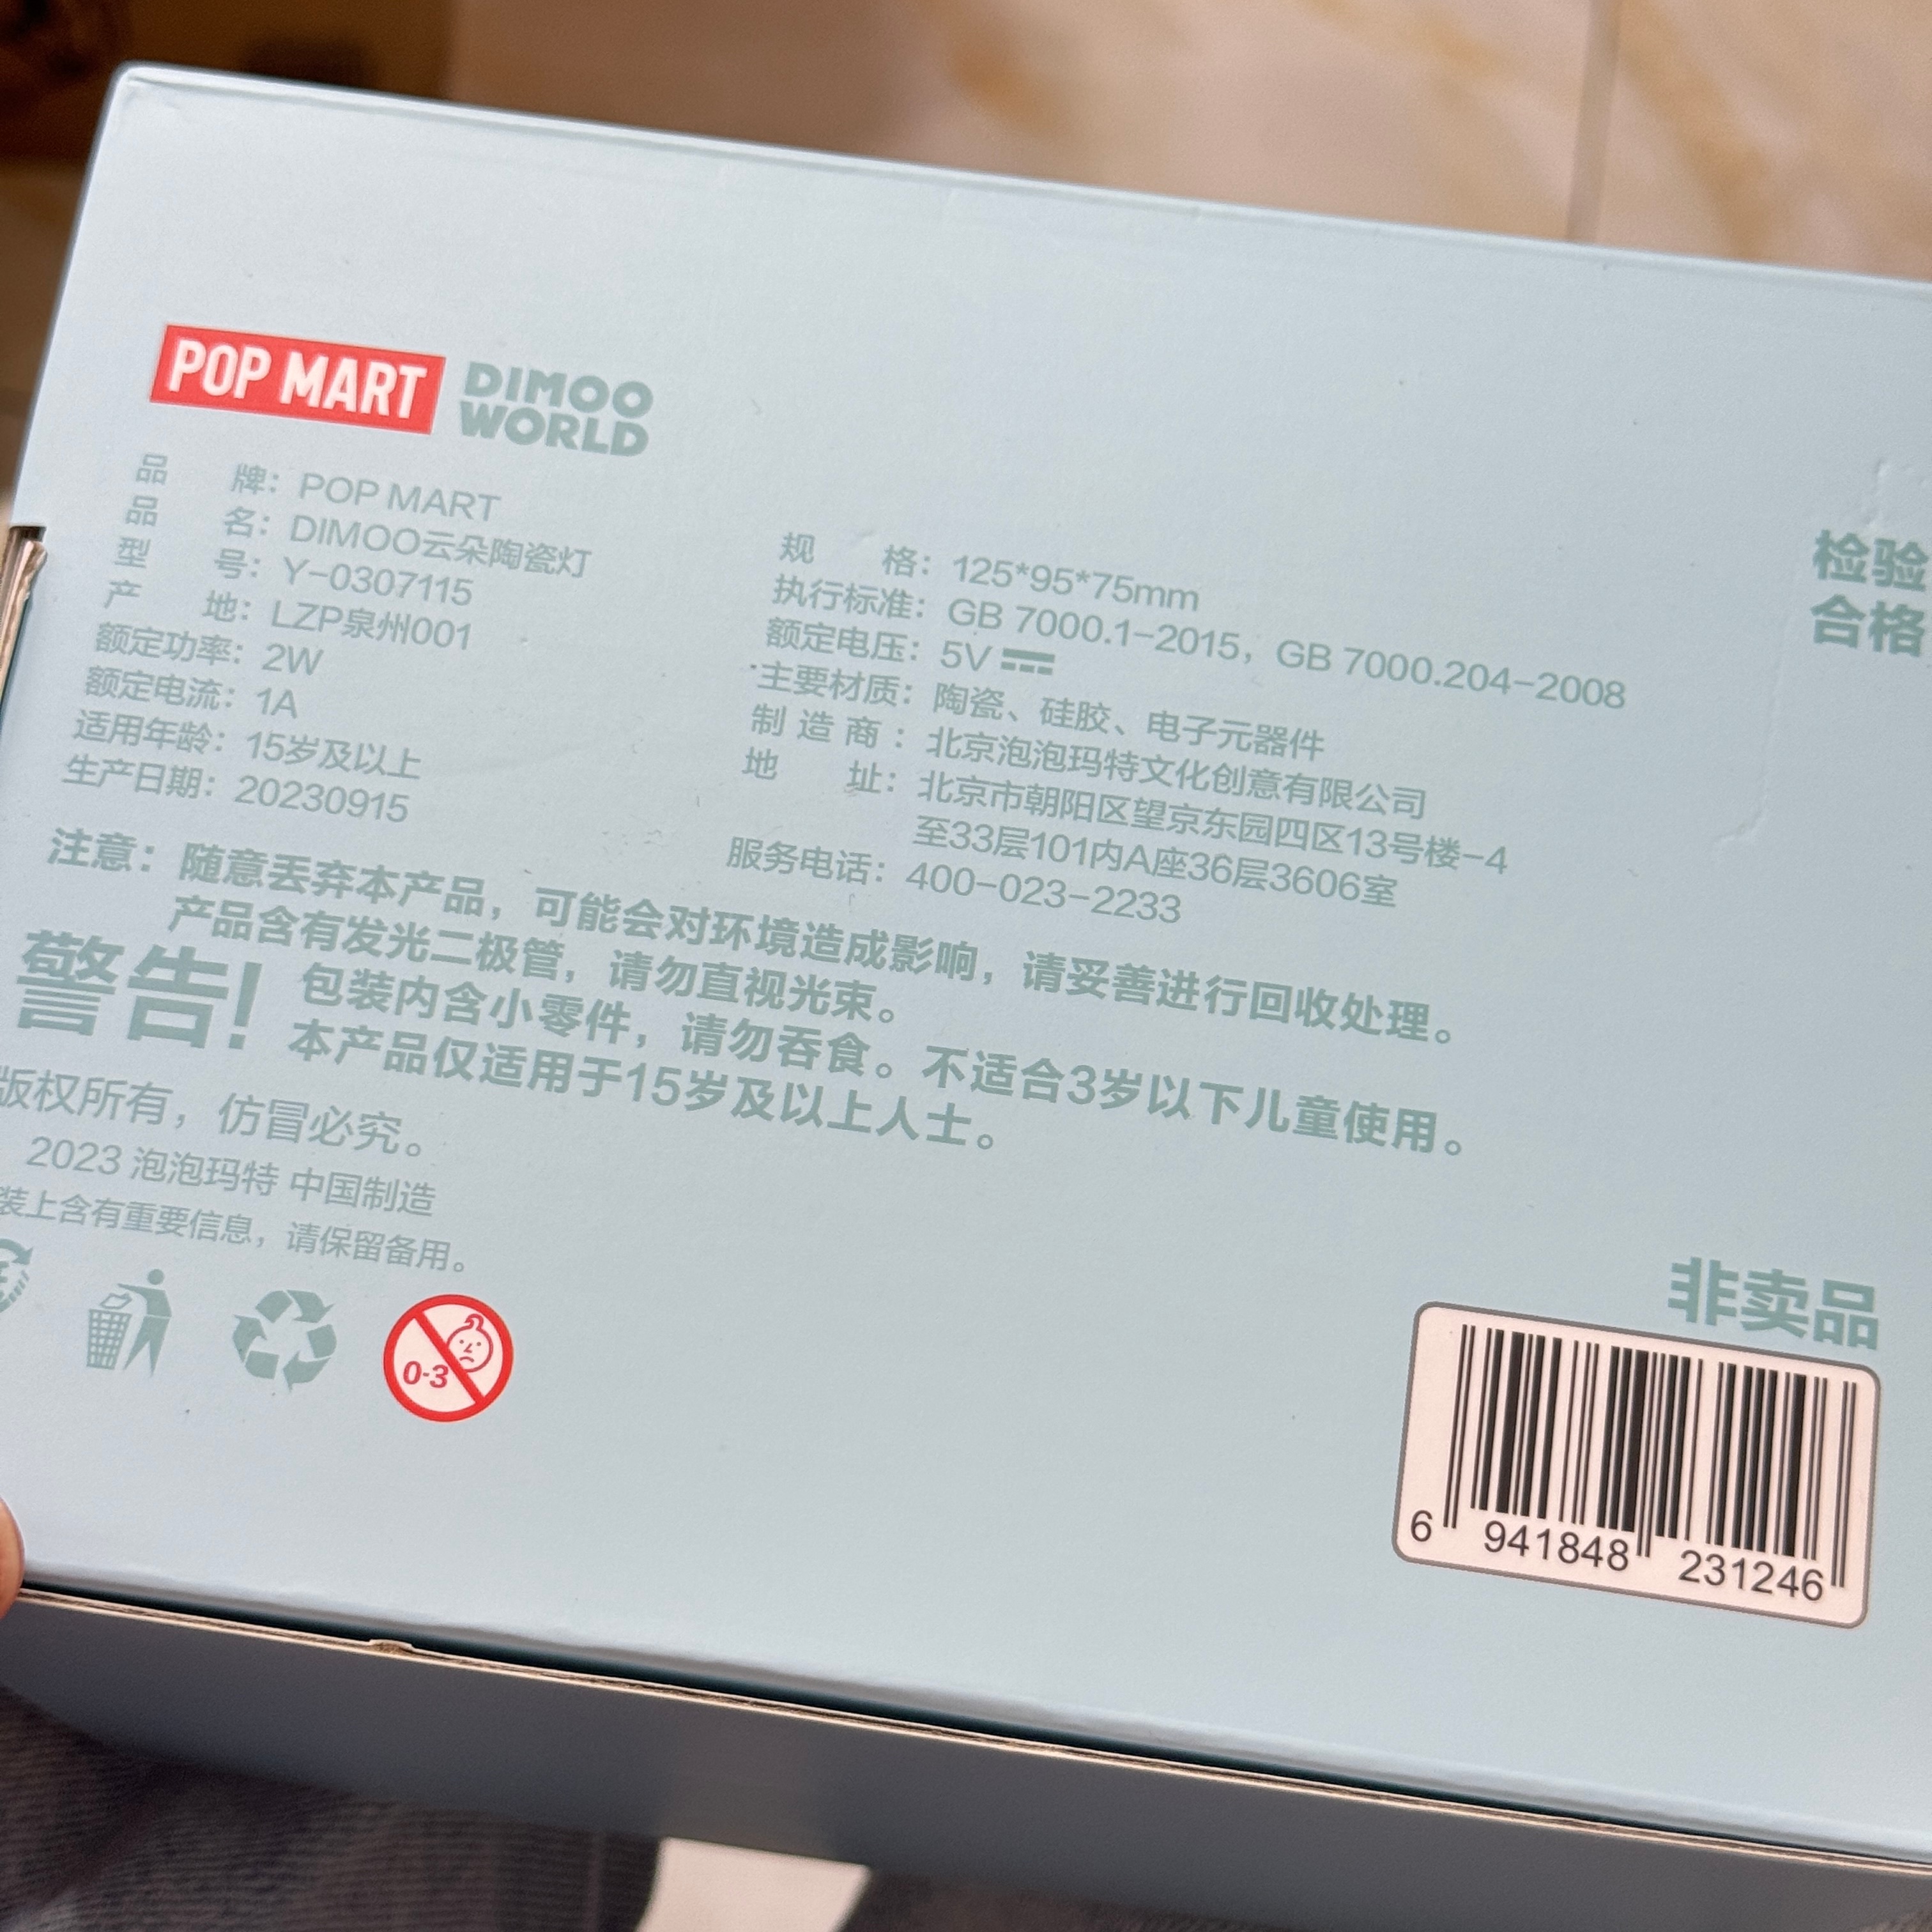 POP MART
DIMOO
WORLD
品牌：POP MART
品名：DIMOO云朵陶瓷灯
型号：Y-0307115
产地：LZP泉州001
额定功率：2W
额定电流：1A
适用年龄：15岁及以上
生产日期：20230915
规格：125*95*75mm
执行标准：GB 7000.1-2015，GB 7000.204-2008
额定电压：5V
主要材质：陶瓷、硅胶、电子元器件
制造商：北京泡泡玛特文化创意有限公司
地址：北京市朝阳区望京东园四区13号楼-4
至33层101内A座36层3606室
服务电话：400-023-2233
检验
合格
注意：随意丢弃本产品，可能会对环境造成影响，请妥善进行回收处理。
产品含有发光二极管，请勿直视光束。
警告！包装内含小零件，请勿吞食。不适合3岁以下儿童使用。
本产品仅适用于15岁及以上人士。
版权所有，仿冒必究。
2023 泡泡玛特 中国制造
装上含有重要信息，请保留备用。
0-3
非卖品
6 941848 231246